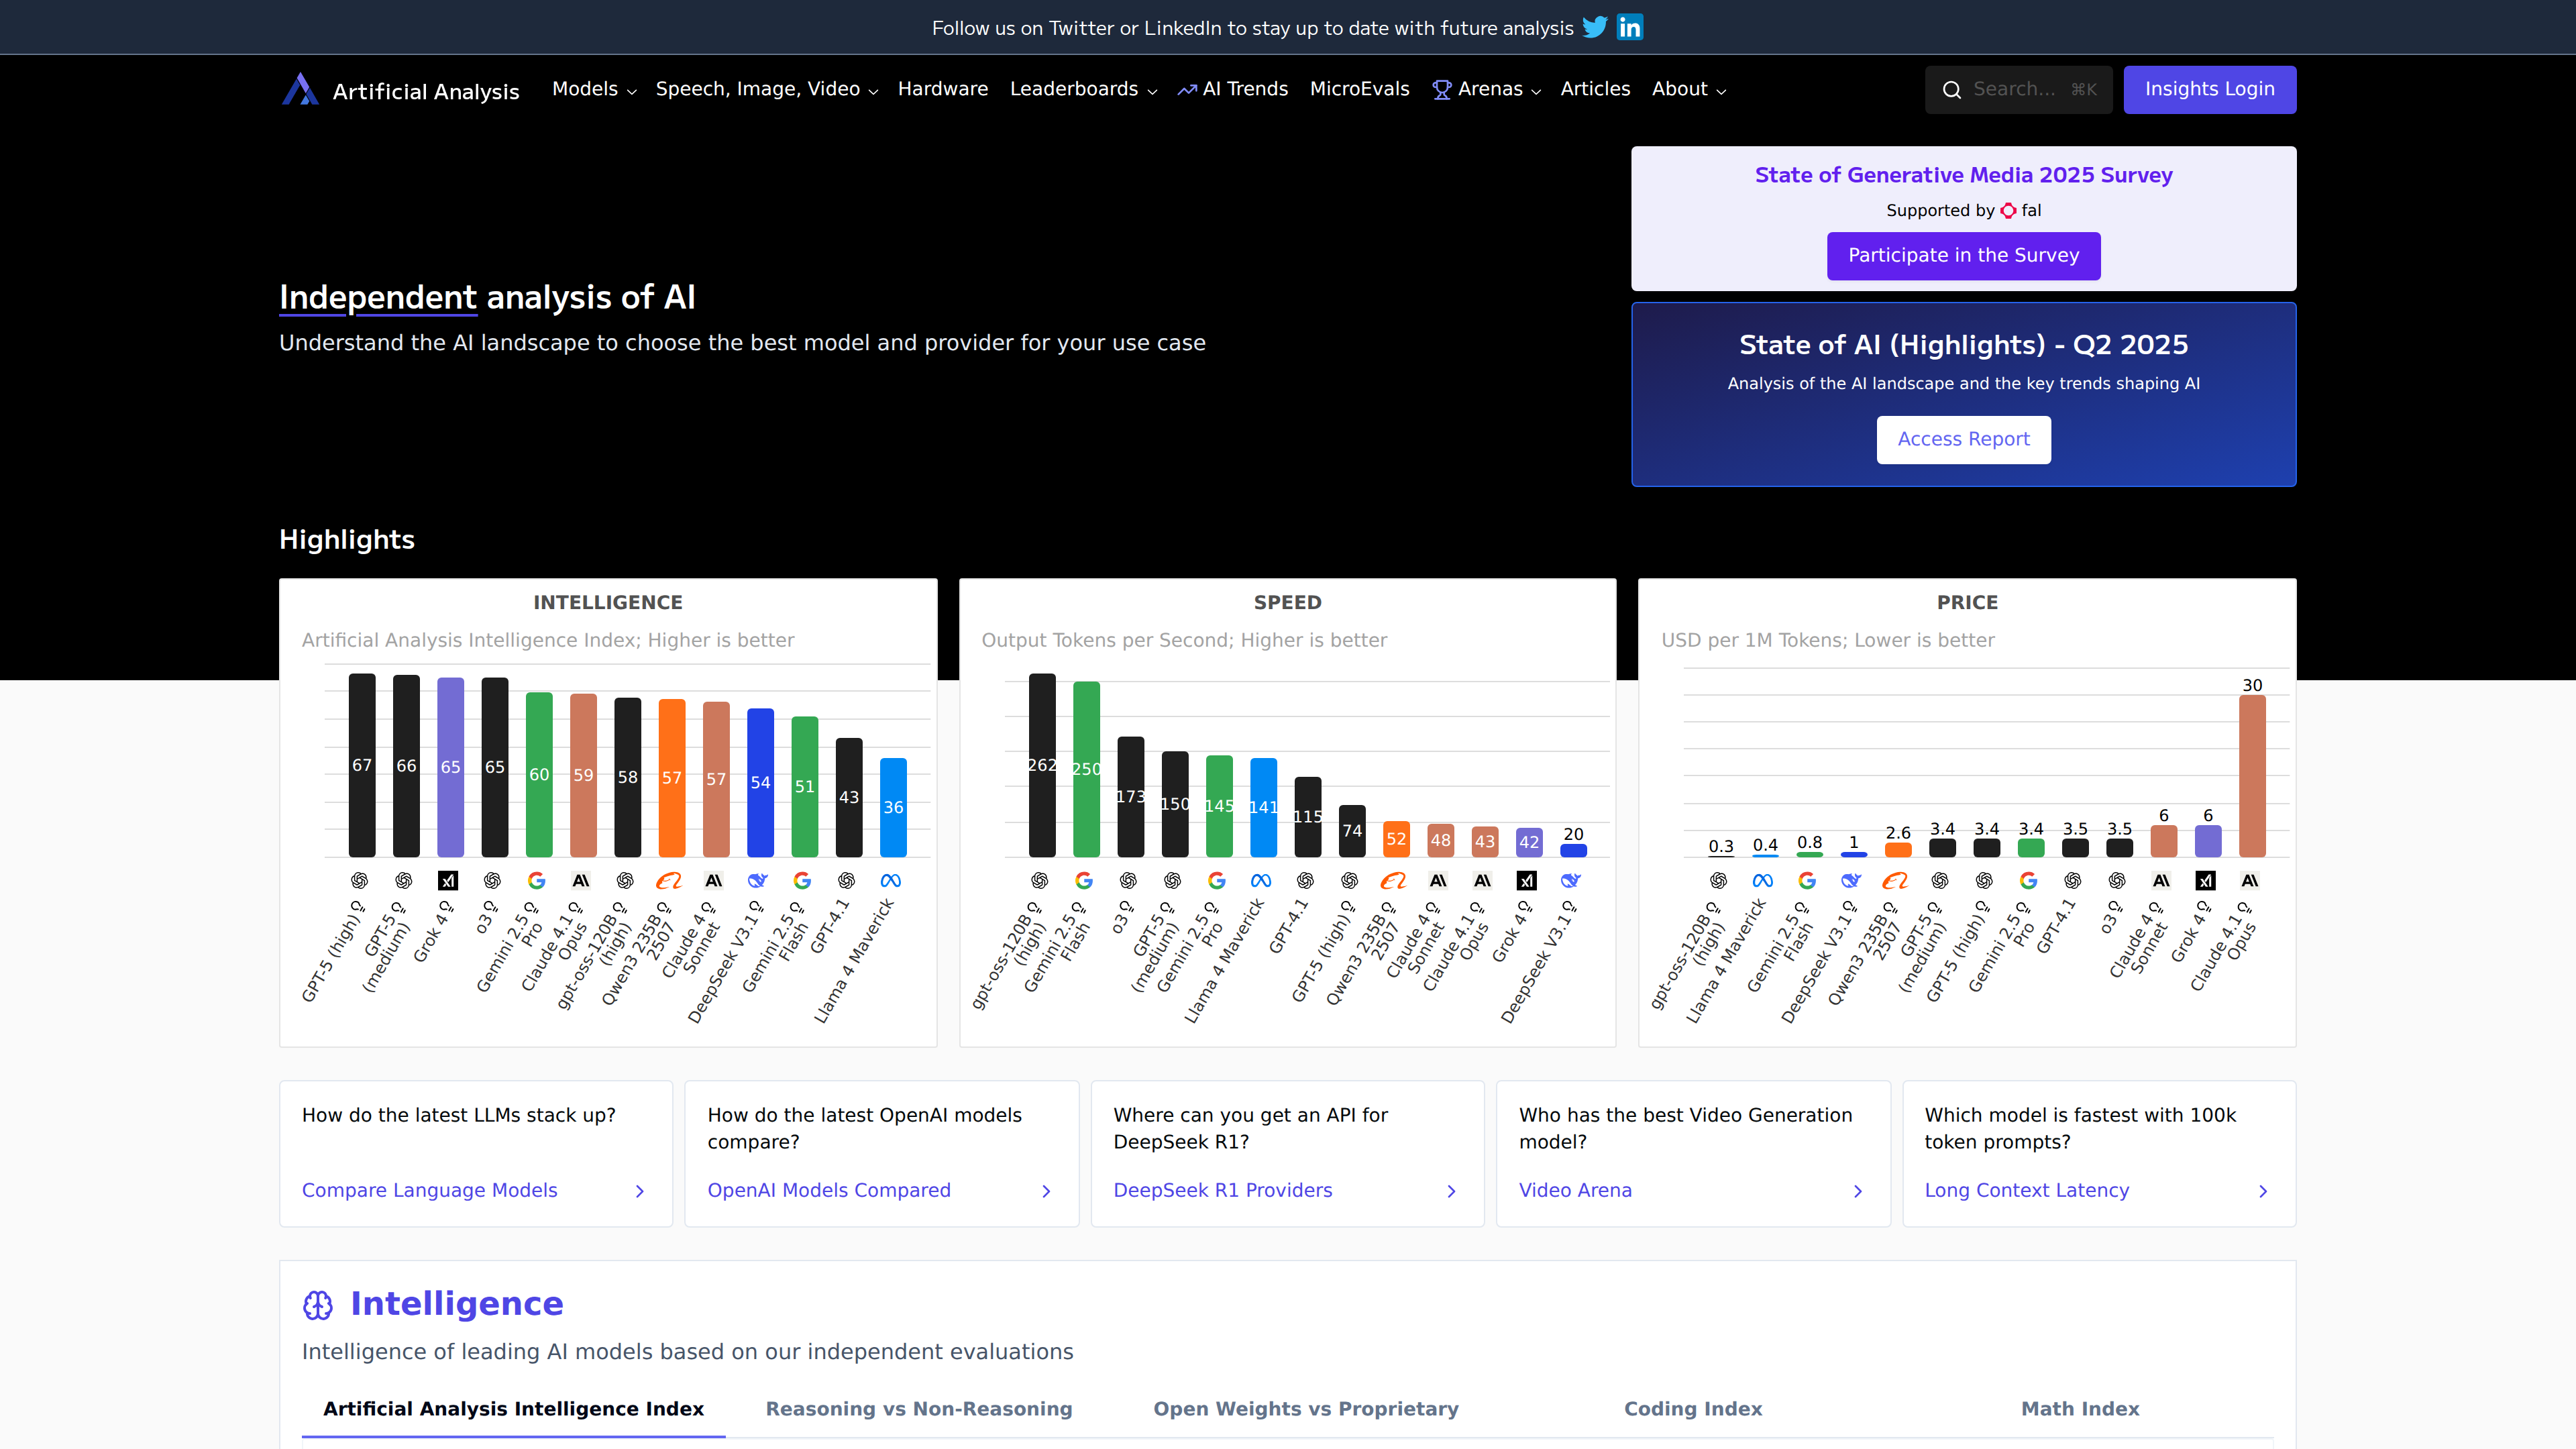 Follow us on Twitter or LinkedIn to stay up to date with future analysis
Artificial Analysis
Models
Speech, Image, Video
Hardware
Leaderboards
AI Trends
MicroEvals
Arenas
Articles
About
Search... ⌘K
Insights Login
State of Generative Media 2025 Survey
Supported by fal
Participate in the Survey
Independent analysis of AI
Understand the AI landscape to choose the best model and provider for your use case
State of AI (Highlights) - Q2 2025
Analysis of the AI landscape and the key trends shaping AI
Access Report
Highlights
INTELLIGENCE
Artificial Analysis Intelligence Index; Higher is better
67 66 65 65 60 59 58 57 57 54 51 43 36
GPT-5 (high)
GPT-5
(medium)
Grok 4
o3
Gemini 2.5
Pro
Claude 4.1
Opus
gpt-oss-120B
(high)
Qwen3 235B
2507
Claude 4
Sonnet
DeepSeek V3.1
Gemini 2.5
Flash
GPT-4.1
Llama 4 Maverick
SPEED
Output Tokens per Second; Higher is better
262 250 173 150 145 141 115 74 52 48 43 42 20
gpt-oss-120B
(high)
Gemini 2.5
Flash
o3
GPT-5
(medium)
Gemini 2.5
Pro
Llama 4 Maverick
GPT-4.1
GPT-5 (high)
Qwen3 235B
2507
Claude 4
Sonnet
Claude 4.1
Opus
Grok 4
DeepSeek V3.1
PRICE
USD per 1M Tokens; Lower is better
0.3 0.4 0.8 1 2.6 3.4 3.4 3.4 3.5 3.5 6 6 30
gpt-oss-120B
(high)
Llama 4 Maverick
Gemini 2.5
Flash
DeepSeek V3.1
Qwen3 235B
2507
GPT-5
(medium)
GPT-5 (high)
Gemini 2.5
Pro
GPT-4.1
o3
Claude 4
Sonnet
Grok 4
Claude 4.1
Opus
How do the latest LLMs stack up?
Compare Language Models
How do the latest OpenAI models
compare?
OpenAI Models Compared
Where can you get an API for
DeepSeek R1?
DeepSeek R1 Providers
Who has the best Video Generation
model?
Video Arena
Which model is fastest with 100k
token prompts?
Long Context Latency
Intelligence
Intelligence of leading AI models based on our independent evaluations
Artificial Analysis Intelligence Index
Reasoning vs Non-Reasoning
Open Weights vs Proprietary
Coding Index
Math Index